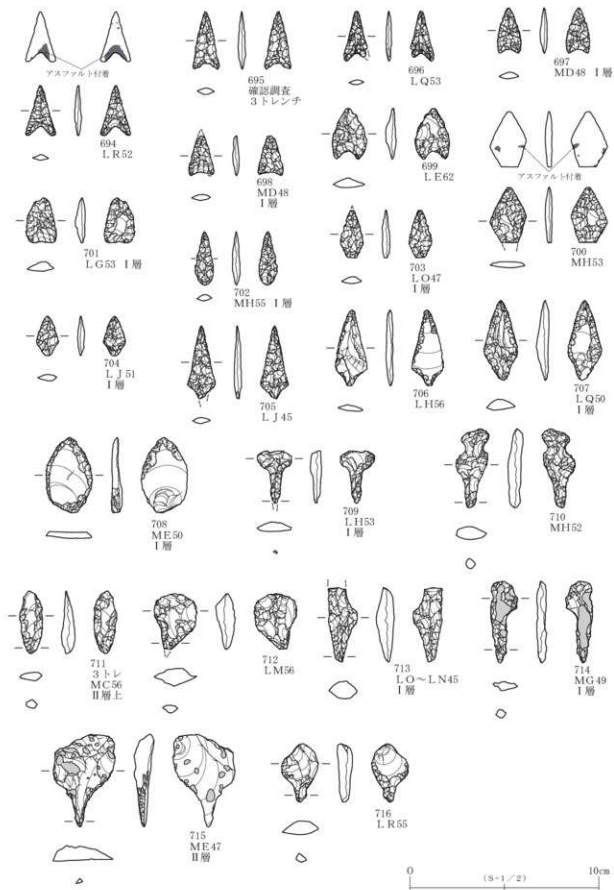 アスファルト付着
694
LR52
695
確認調査
3トレンチ
696
LQ53
697
MD48 Ⅰ層
698
MD48
Ⅰ層
699
LE62
アスファルト付着
700
MH53
701
LG53 Ⅰ層
702
MH55 Ⅰ層
703
LO47
Ⅰ層
704
LJ51
Ⅰ層
705
LJ45
706
LH56
707
LQ50
Ⅰ層
708
ME50
Ⅰ層
709
LH53
Ⅰ層
710
MH52
711
3トレ
MC56
Ⅱ層上
712
LM56
713
LO～LN45
Ⅰ層
714
MG49
Ⅰ層
715
ME47
Ⅱ層
716
LR55
0 (S=1/2) 10cm